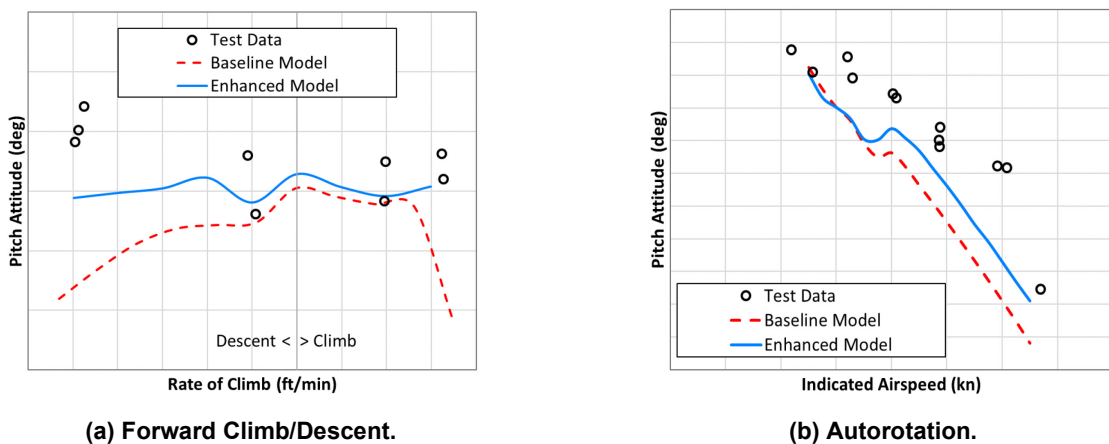 Test Data
Baseline Model
Enhanced Model
Pitch Attitude (deg)
Descent < > Climb
Rate of Climb (ft/min)
(a) Forward Climb/Descent.
Pitch Attitude (deg)
Test Data
Baseline Model
Enhanced Model
Indicated Airspeed (kn)
(b) Autorotation.